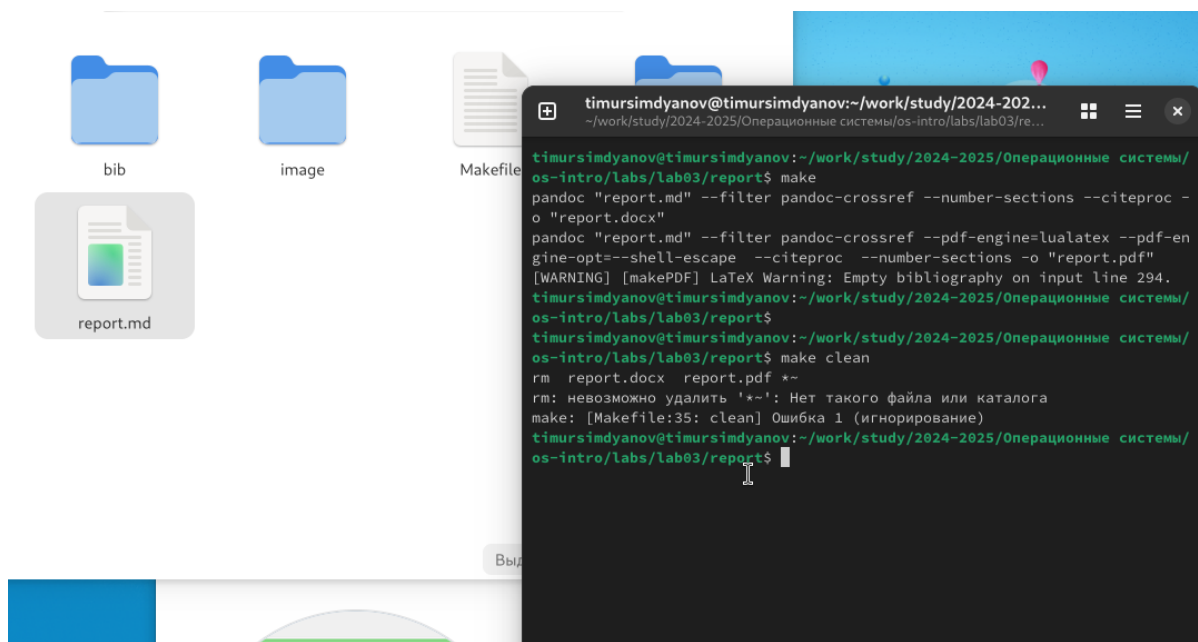 bib
image
Makefile
report.md
Выд
timursimdyanov@timursimdyanov:~/work/study/2024-202...
~/work/study/2024-2025/Операционные системы/os-intro/labs/lab03/re...
timursimdyanov@timursimdyanov:~/work/study/2024-2025/Операционные системы/
os-intro/labs/lab03/report$ make
pandoc "report.md" --filter pandoc-crossref --number-sections --citeproc -
o "report.docx"
pandoc "report.md" --filter pandoc-crossref --pdf-engine=lualatex --pdf-en
gine-opt=--shell-escape  --citeproc  --number-sections -o "report.pdf"
[WARNING] [makePDF] LaTeX Warning: Empty bibliography on input line 294.
timursimdyanov@timursimdyanov:~/work/study/2024-2025/Операционные системы/
os-intro/labs/lab03/report$
timursimdyanov@timursimdyanov:~/work/study/2024-2025/Операционные системы/
os-intro/labs/lab03/report$ make clean
rm  report.docx  report.pdf *~
rm: невозможно удалить '*~': Нет такого файла или каталога
make: [Makefile:35: clean] Ошибка 1 (игнорирование)
timursimdyanov@timursimdyanov:~/work/study/2024-2025/Операционные системы/
os-intro/labs/lab03/report$